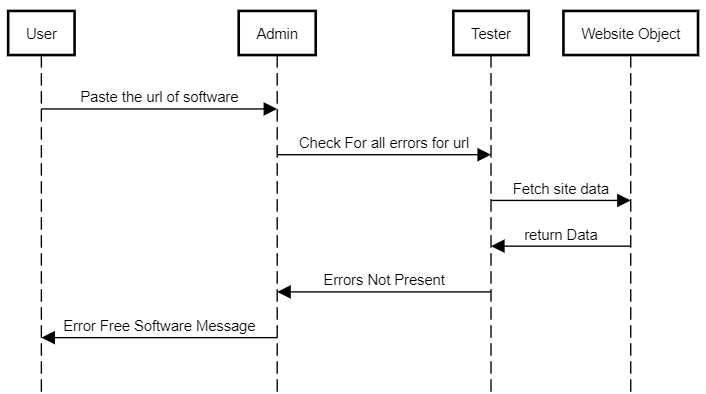 User
Admin
Tester
Website Object
Paste the url of software
Check For all errors for url
Fetch site data
return Data
Errors Not Present
Error Free Software Message